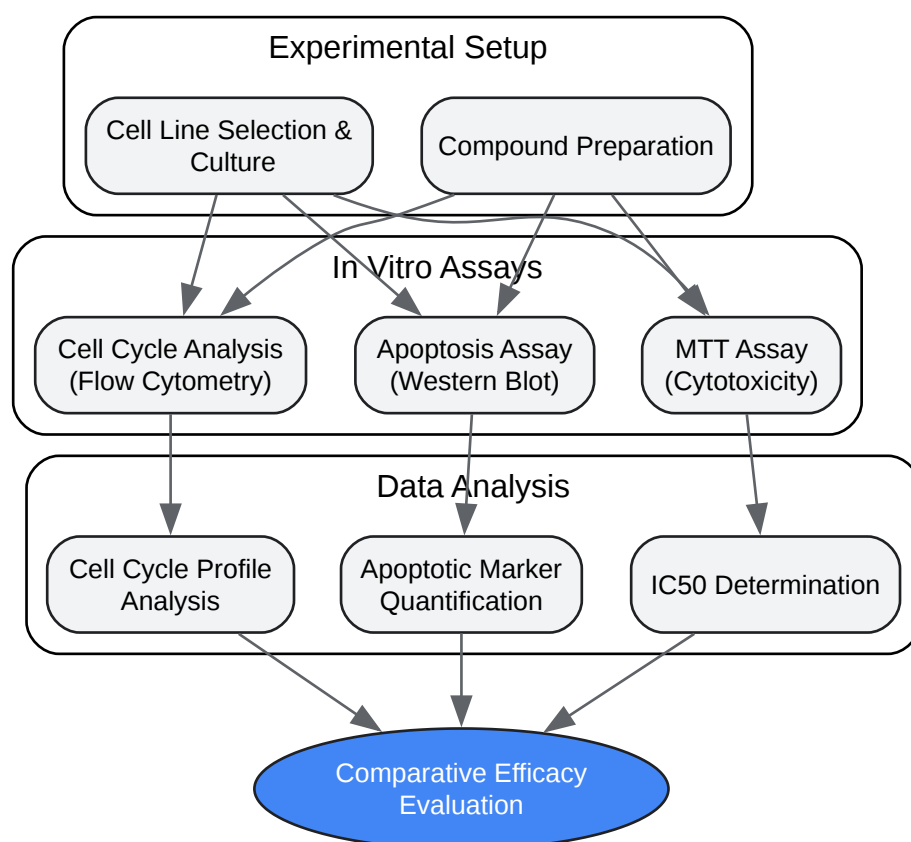 Experimental Setup
Cell Line Selection &
Culture
Compound Preparation
In Vitro Assays
Cell Cycle Analysis
(Flow Cytometry)
Apoptosis Assay
(Western Blot)
MTT Assay
(Cytotoxicity)
Data Analysis
Cell Cycle Profile
Analysis
Apoptotic Marker
Quantification
IC50 Determination
Comparative Efficacy
Evaluation